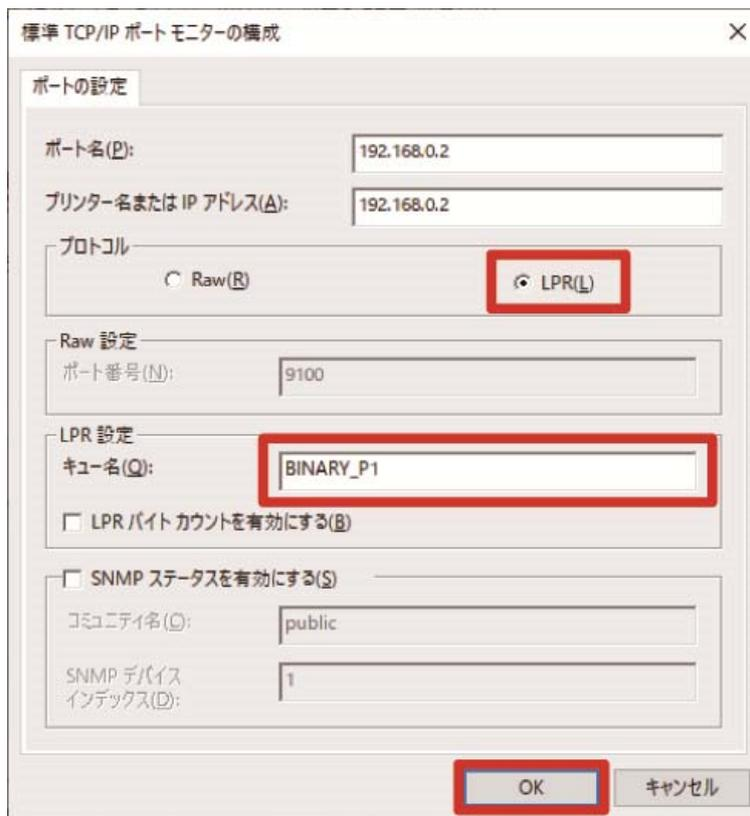 標準 TCP/IP ポート モニターの構成
ポートの設定
ポート名(P):
192.168.0.2
プリンター名または IP アドレス(A):
192.168.0.2
プロトコル
Raw(R)
LPR(L)
Raw 設定
ポート番号(N):
9100
LPR 設定
キュー名(Q):
BINARY_P1
LPR バイト カウントを有効にする(B)
SNMP ステータスを有効にする(S)
コミュニティ名(C):
public
SNMP デバイス
インデックス(D):
1
OK
キャンセル